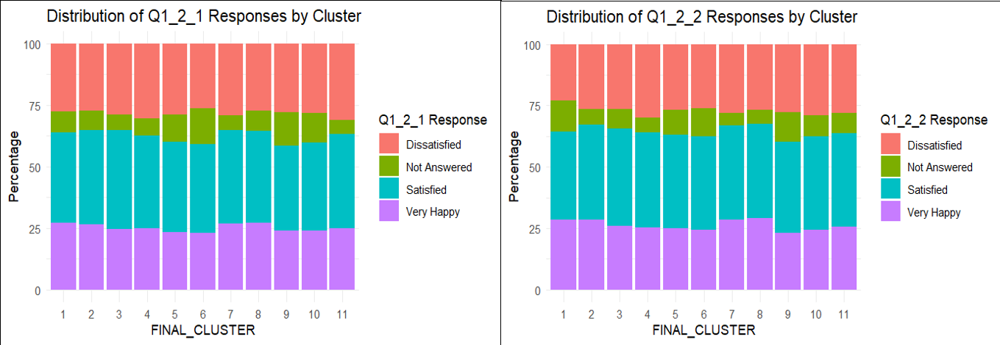 Distribution of Q1_2_1 Responses by Cluster
Percentage
100
75
50
25
0
1 2 3 4 5 6 7 8 9 10 11
FINAL_CLUSTER
Q1_2_1 Response
Dissatisfied
Not Answered
Satisfied
Very Happy
Distribution of Q1_2_2 Responses by Cluster
Percentage
100
75
50
25
0
1 2 3 4 5 6 7 8 9 10 11
FINAL_CLUSTER
Q1_2_2 Response
Dissatisfied
Not Answered
Satisfied
Very Happy